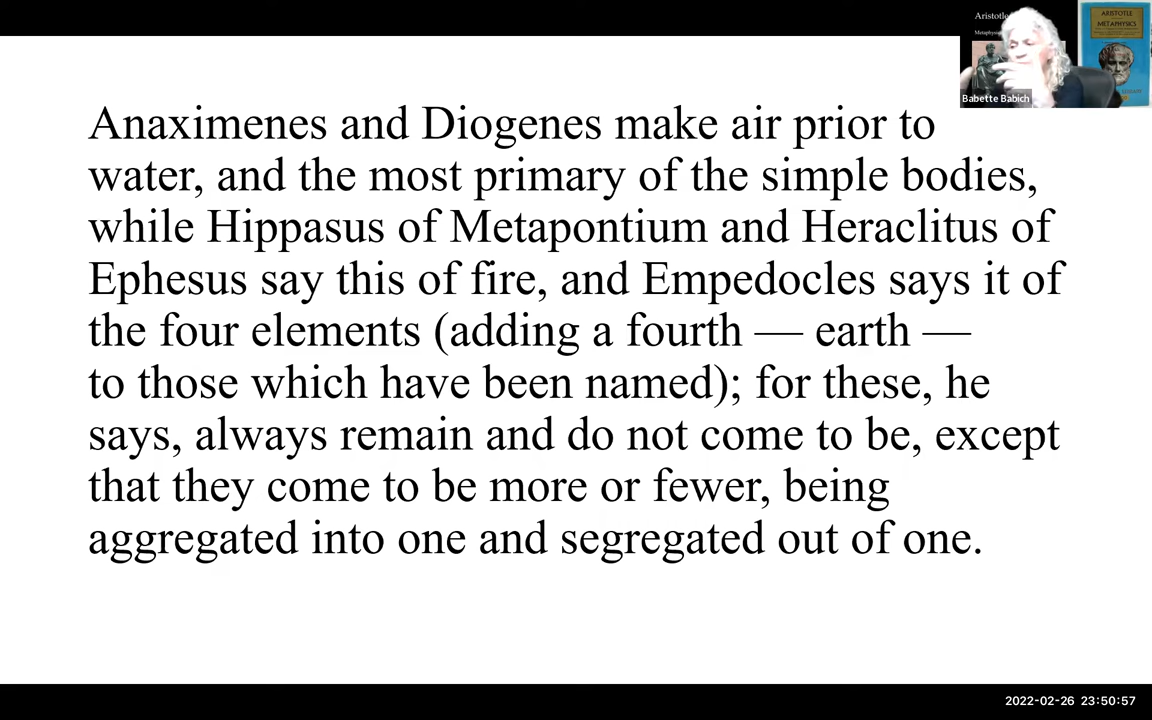 Aristotle
Metaphys
ARISTOTLE
METAPHYSICS
Babette Babich
Anaximenes and Diogenes make air prior to
water, and the most primary of the simple bodies,
while Hippasus of Metapontium and Heraclitus of
Ephesus say this of fire, and Empedocles says it of
the four elements (adding a fourth — earth —
to those which have been named); for these, he
says, always remain and do not come to be, except
that they come to be more or fewer, being
aggregated into one and segregated out of one.
2022-02-26 23:50:57